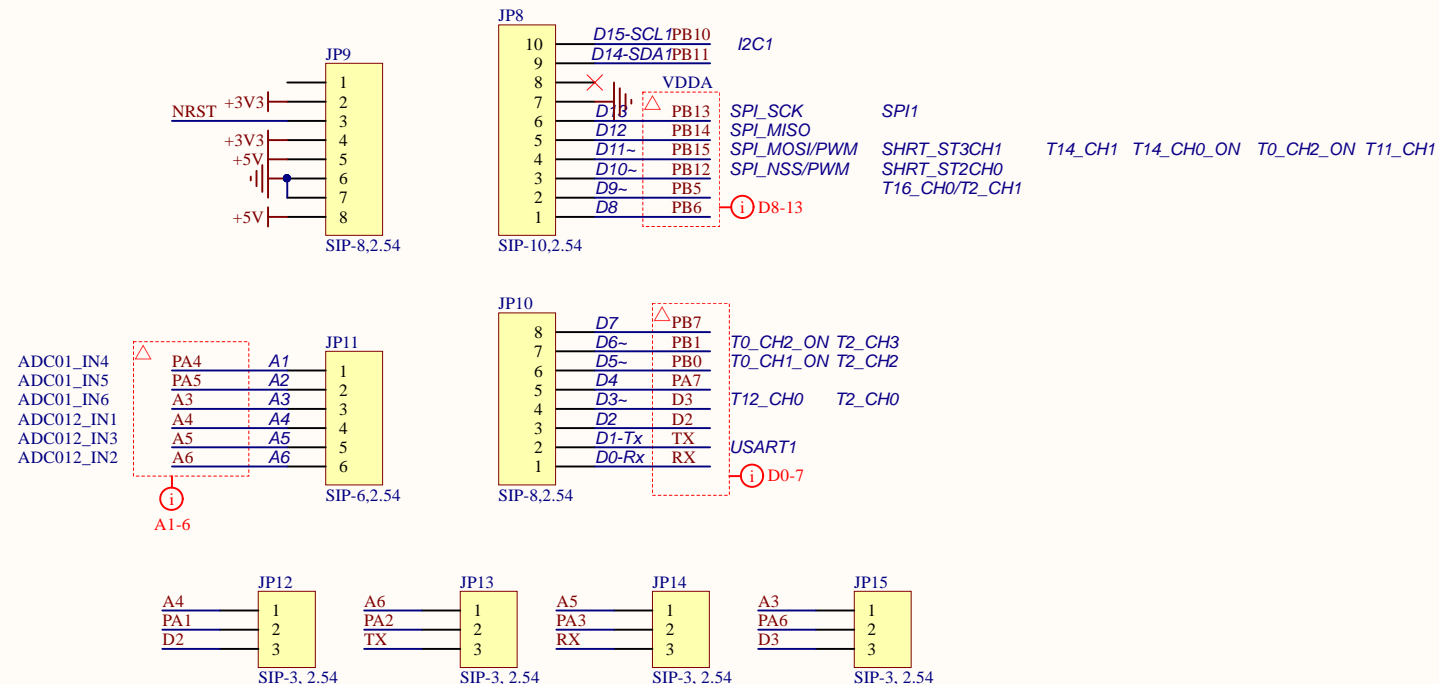 JP9
1
+3V3 2
NRST 3
+3V3 4
+5V 5
6
7
+5V 8
SIP-8,2.54
JP8
10 D15-SCL1 PB10 I2C1
9 D14-SDA1 PB11
8
VDDA
7
6 D13 PB13 SPI_SCK SPI1
5 D12 PB14 SPI_MISO
4 D11~ PB15 SPI_MOSI/PWM SHRT_ST3CH1 T14_CH1 T14_CH0_ON T0_CH2_ON T11_CH1
3 D10~ PB12 SPI_NSS/PWM SHRT_ST2CH0
2 D9~ PB5 T16_CH0/T2_CH1
1 D8 PB6
i D8-13
SIP-10,2.54
JP11
ADC01_IN4 PA4 A1 1
ADC01_IN5 PA5 A2 2
ADC01_IN6 A3 A3 3
ADC012_IN1 A4 A4 4
ADC012_IN3 A5 A5 5
ADC012_IN2 A6 A6 6
SIP-6,2.54
i
A1-6
JP10
8 D7 PB7
7 D6~ PB1 T0_CH2_ON T2_CH3
6 D5~ PB0 T0_CH1_ON T2_CH2
5 D4 PA7
4 D3~ D3 T12_CH0 T2_CH0
3 D2 D2
2 D1-Tx TX USART1
1 D0-Rx RX
i D0-7
SIP-8,2.54
JP12
A4 1
PA1 2
D2 3
SIP-3, 2.54
JP13
A6 1
PA2 2
TX 3
SIP-3, 2.54
JP14
A5 1
PA3 2
RX 3
SIP-3, 2.54
JP15
A3 1
PA6 2
D3 3
SIP-3, 2.54